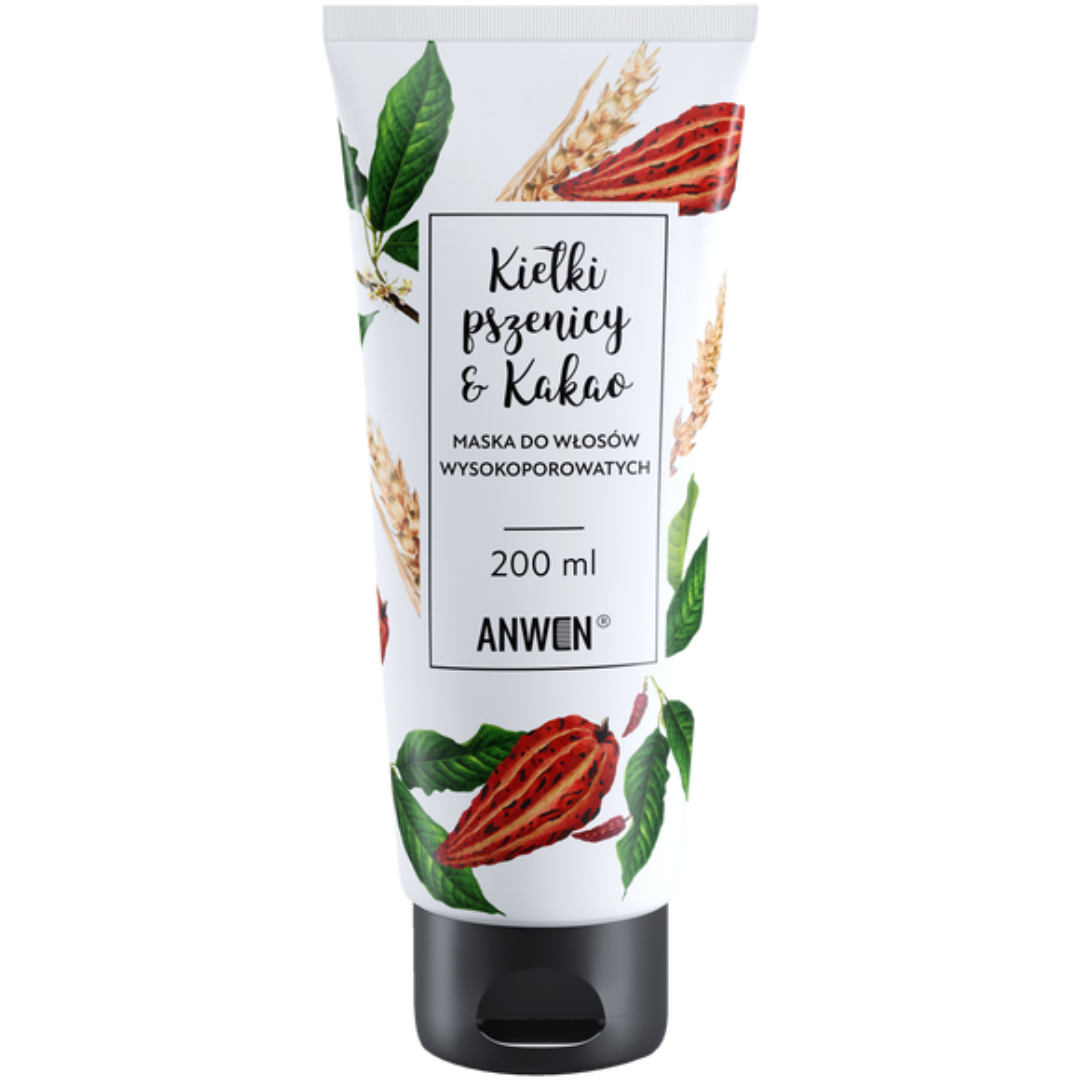 Kiełki
pszenicy
& Kakao
MASKA DO WŁOSÓW
WYSOKOPOROWATYCH
200 ml
ANWEN®